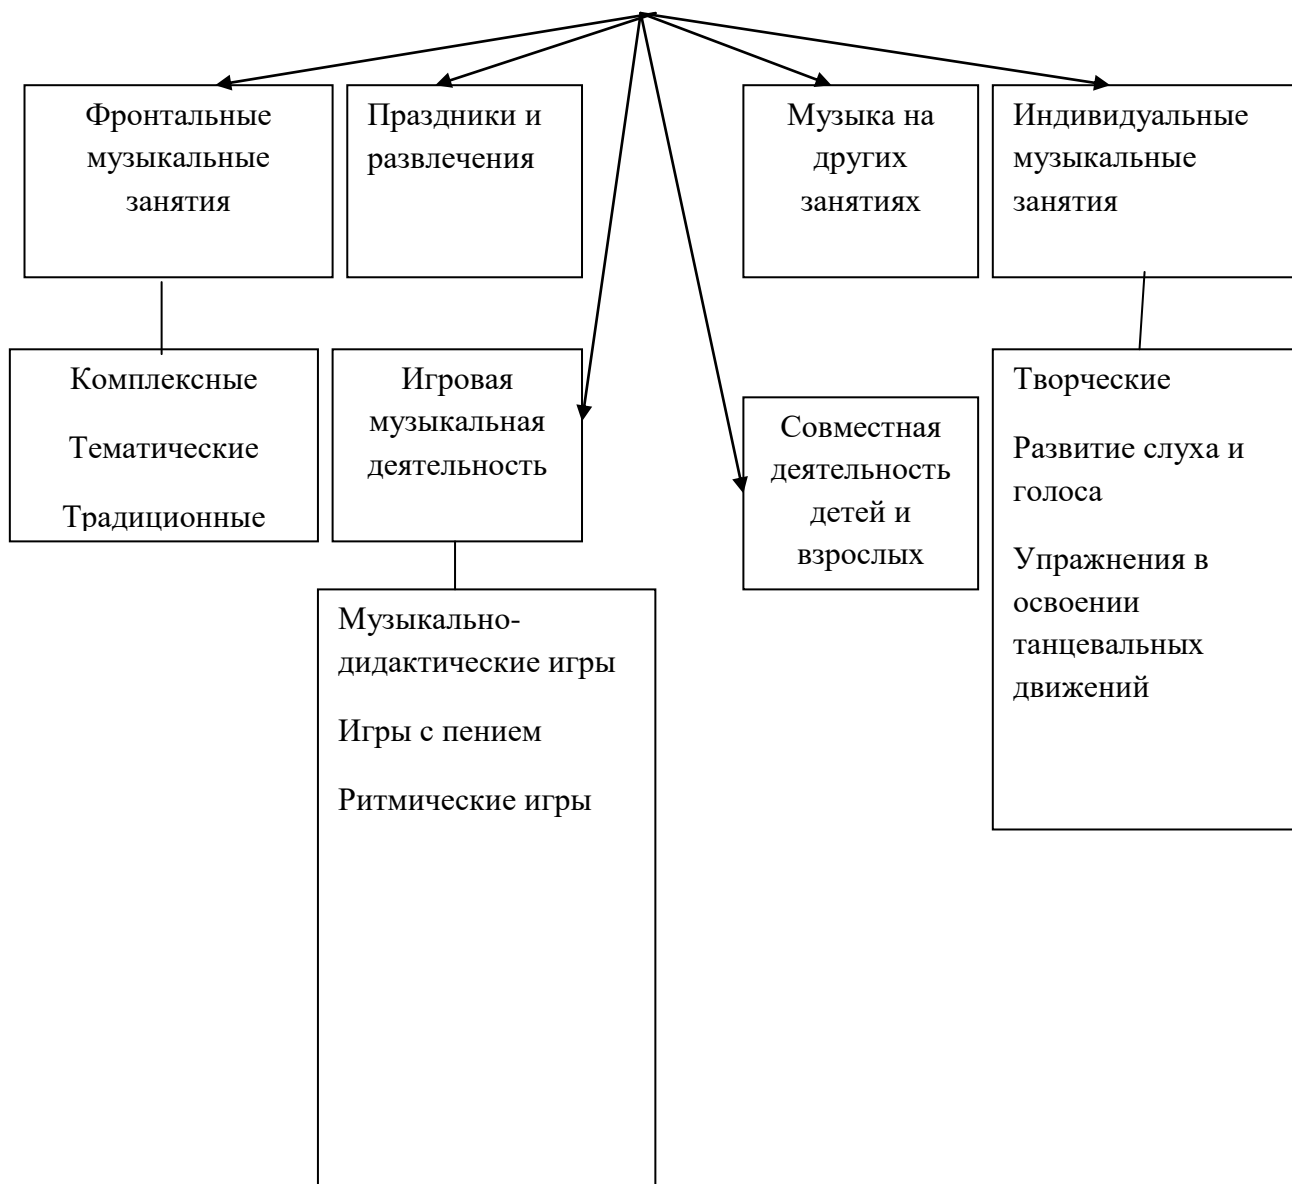 Фронтальные
музыкальные
занятия
Праздники и
развлечения
Музыка на
других
занятиях
Индивидуальные
музыкальные
занятия
Комплексные
Тематические
Традиционные
Игровая
музыкальная
деятельность
Совместная
деятельность
детей и
взрослых
Творческие
Развитие слуха и
голоса
Упражнения в
освоении
танцевальных
движений
Музыкально-
дидактические игры
Игры с пением
Ритмические игры